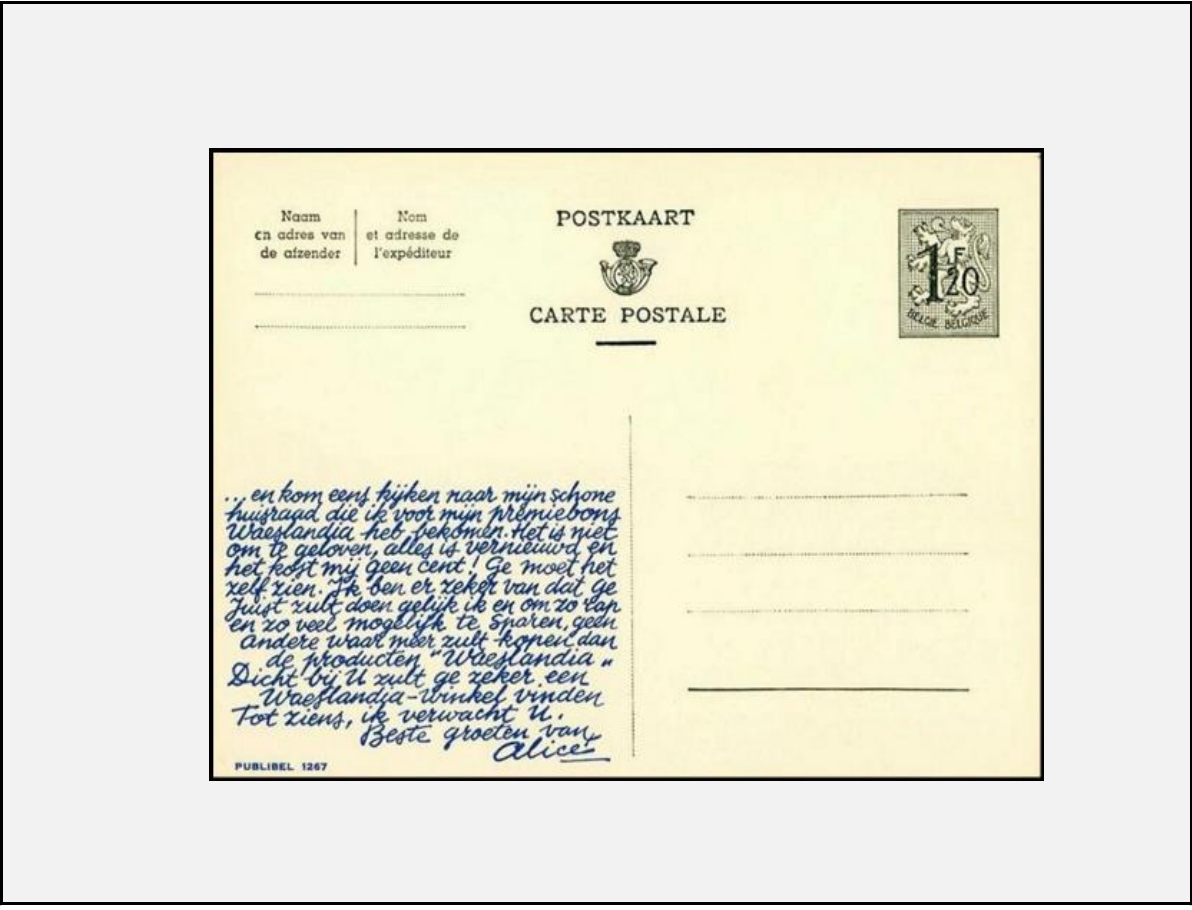 Naam
en adres van
de afzender
Nom
et adresse de
l'expéditeur
POSTKAART
CARTE POSTALE
1F20
BELGIE BELGIQUE
...en kom eens kijken naar mijn schone
huisraad die ik voor mijn premiebons
Waeslandia heb bekomen. Het is niet
om te geloven, alles is vernieuwd en
het kost mij geen cent! Ge moet het
zelf zien. Ik ben er zeker van dat Ge
Juist zult doen gelijk ik en om zo rap
en zo veel mogelijk te sparen, geen
andere waar meer zult kopen dan
de producten "Waeslandia"
Dicht bij U zult ge zeker een
Waeslandia-Winkel vinden
Tot ziens, ik verwacht U.
Beste groeten van
Alice
PUBLIBEL 1267